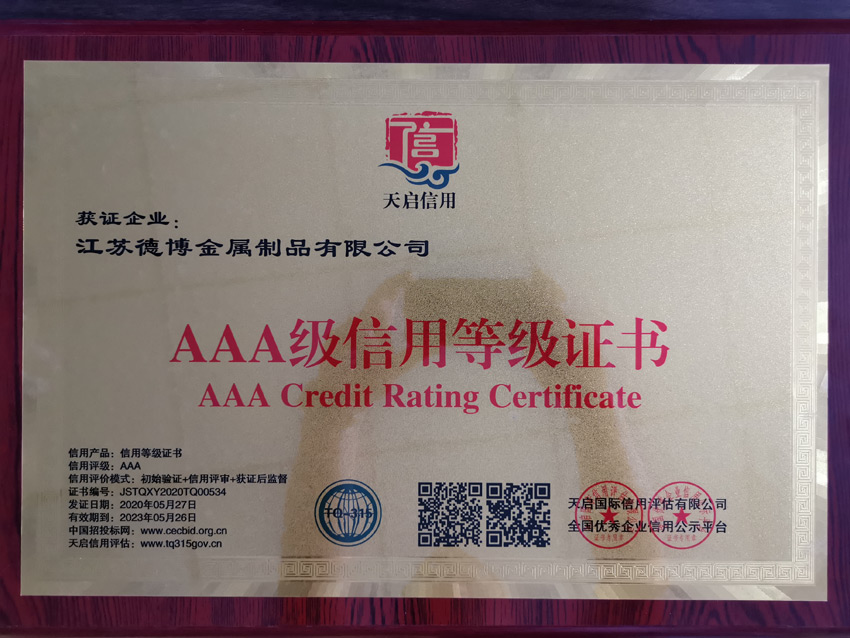 信
天启信用
获证企业：
江苏德博金属制品有限公司
AAA级信用等级证书
AAA Credit Rating Certificate
信用产品：信用等级证书
信用评级：AAA
信用评价模式：初始验证+信用评审+获证后监督
证书编号：JSTQXY2020TQ00534
发证日期：2020年05月27日
有效期到：2023年05月26日
中国招投标网：www.cecbid.org.cn
天启信用评估：www.tq315gov.cn
TQ-315
天启国际信用评估有限公司
全国优秀企业信用公示平台